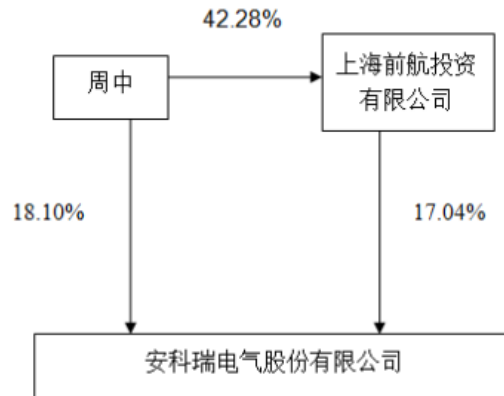 42.28%
周中
上海前航投资
有限公司
18.10%
17.04%
安科瑞电气股份有限公司